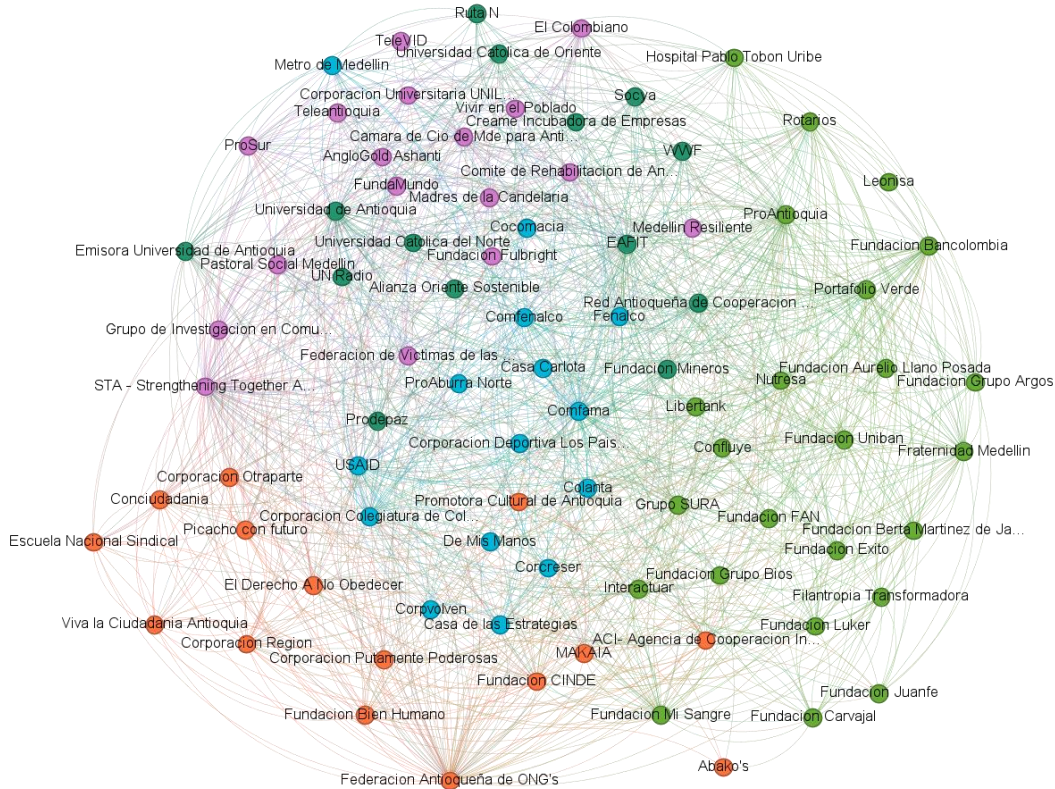 Ruta N
El Colombiano
TeleVID
Universidad Catolica de Oriente
Hospital Pablo Tobon Uribe
Metro de Medellin
Corporacion Universitaria UNIL...
Socya
Vivir en el Poblado
Teleantioquia
Creame Incubadora de Empresas
Rotarios
Camara de Cio de Mde para Anti...
ProSur
WWF
AngloGold Ashanti
Comite de Rehabilitacion de An...
Leonisa
FundaMundo
Madres de la Candelaria
Universidad de Antioquia
ProAntioquia
Cocomacia
Medellin Resiliente
Universidad Catolica del Norte
EAFIT
Fundacion Bancolombia
Emisora Universidad de Antioquia
Fundacion Fulbright
Pastoral Social Medellin
UN Radio
Alianza Oriente Sostenible
Portafolio Verde
Red Antioqueña de Cooperacion ...
Comfenalco
Fenalco
Grupo de Investigacion en Comu...
Federacion de Victimas de las ...
Casa Carlota
Fundacion Mineros
Fundacion Aurelio Llano Posada
Nutresa
Fundacion Grupo Argos
STA - Strengthening Together A...
ProAburra Norte
Libertank
Comfama
Prodepaz
Corporacion Deportiva Los Pais...
Confluye
Fundacion Uniban
Fraternidad Medellin
USAID
Corporacion Otraparte
Colanta
Conciudadania
Promotora Cultural de Antioquia
Grupo SURA
Corporacion Colegiatura de Col...
Fundacion FAN
Picacho con futuro
Fundacion Berta Martinez de Ja...
Escuela Nacional Sindical
De Mis Manos
Fundacion Exito
Corcreser
Fundacion Grupo Bios
El Derecho A No Obedecer
Interactuar
Filantropia Transformadora
Corpvolven
Viva la Ciudadania Antioquia
Casa de las Estrategias
Fundacion Luker
Corporacion Region
ACI- Agencia de Cooperacion In...
MAKAIA
Corporacion Putamente Poderosas
Fundacion CINDE
Fundacion Juanfe
Fundacion Bien Humano
Fundacion Mi Sangre
Fundacion Carvajal
Abako's
Federacion Antioqueña de ONG's